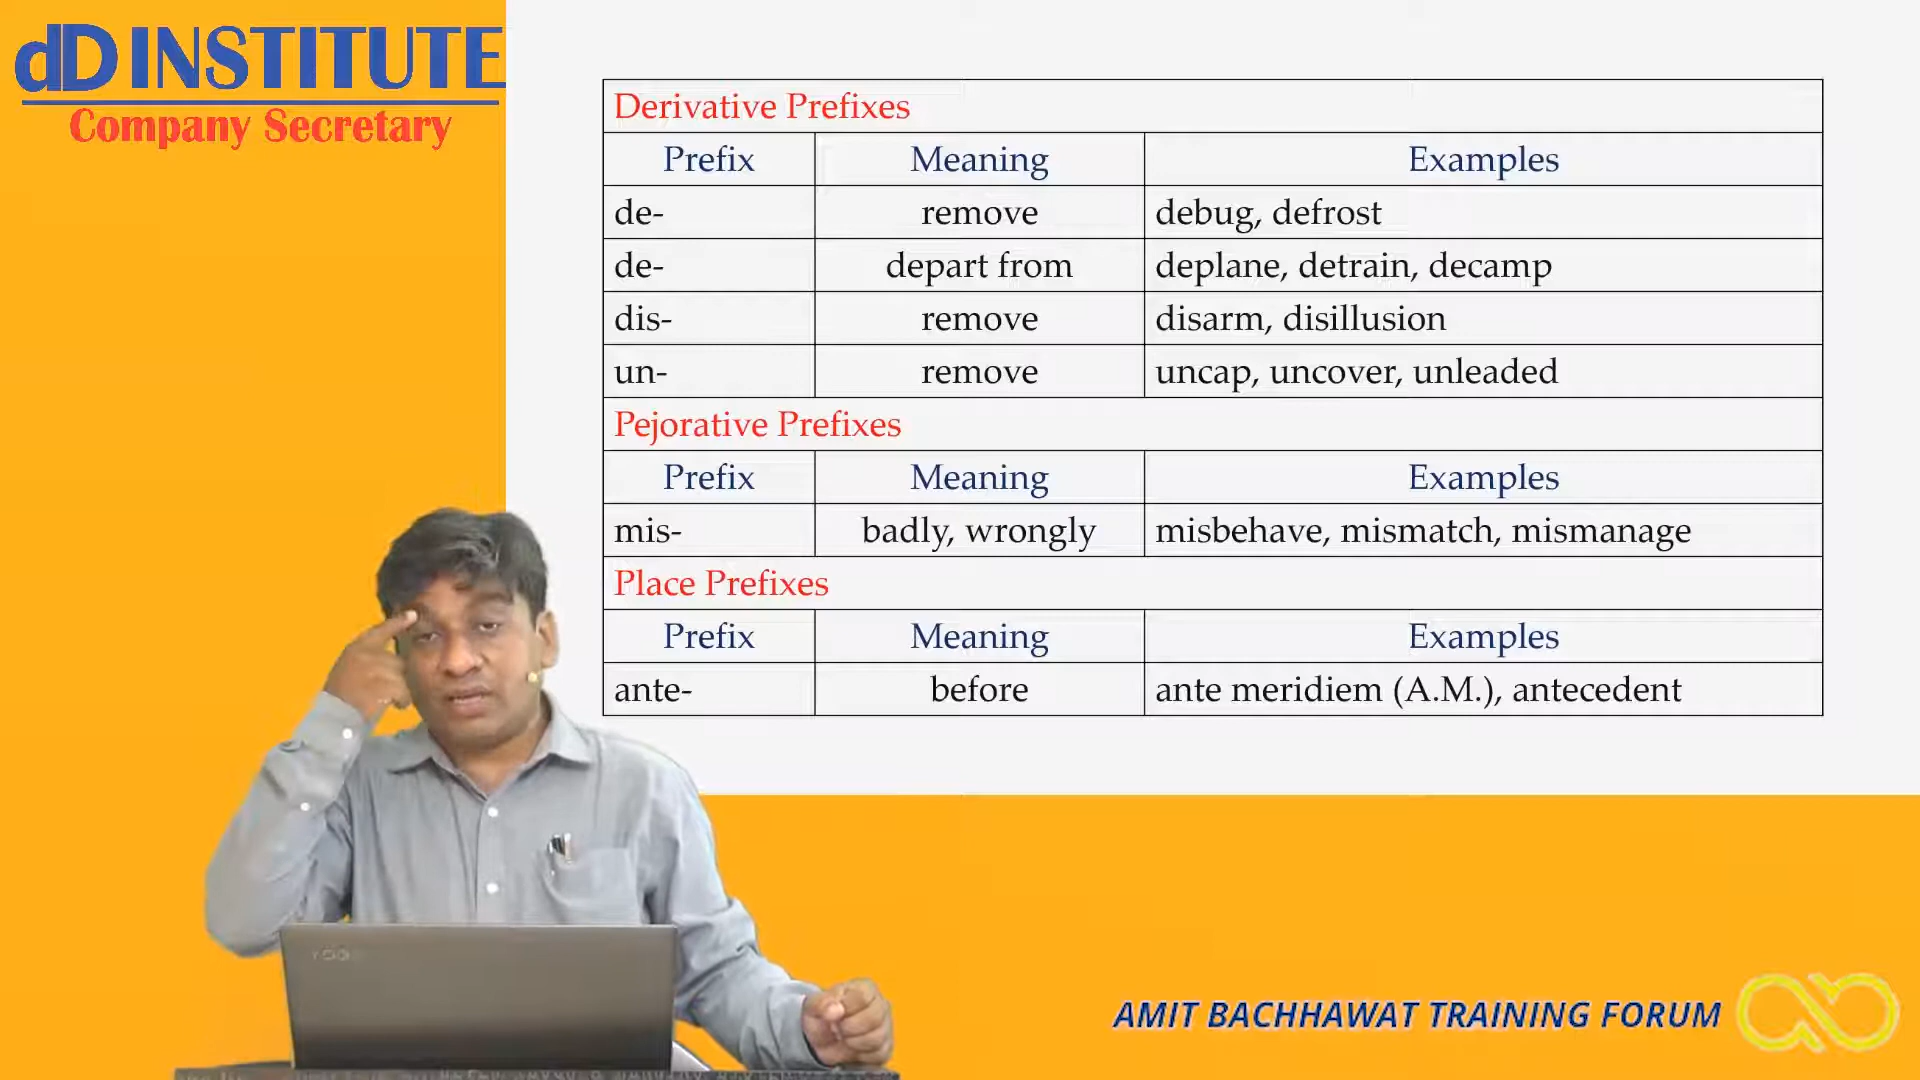 dD INSTITUTE
Company Secretary
Derivative Prefixes
Prefix Meaning Examples
de- remove debug, defrost
de- depart from deplane, detrain, decamp
dis- remove disarm, disillusion
un- remove uncap, uncover, unleaded
Pejorative Prefixes
Prefix Meaning Examples
mis- badly, wrongly misbehave, mismatch, mismanage
Place Prefixes
Prefix Meaning Examples
ante- before ante meridiem (A.M.), antecedent
AMIT BACHHAWAT TRAINING FORUM